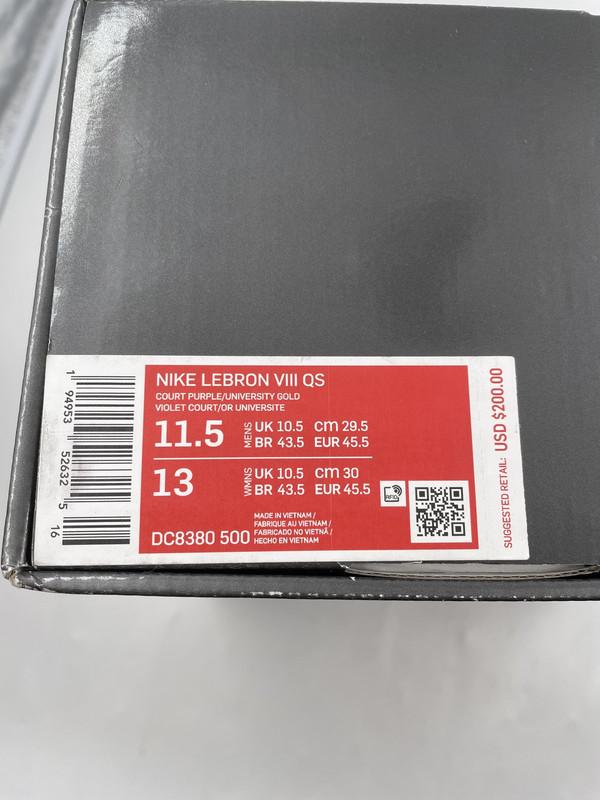 NIKE LEBRON VIII QS
COURT PURPLE/UNIVERSITY GOLD
VIOLET COURT/OR UNIVERSITE
11.5 MENS UK 10.5 CM 29.5
BR 43.5 EUR 45.5
13 WMNS UK 10.5 CM 30
BR 43.5 EUR 45.5
RFID
DC8380 500
MADE IN VIETNAM /
FABRIQUE AU VIETNAM /
FABRICADO NO VIETNÃ /
HECHO EN VIETNAM
SUGGESTED RETAIL: USD $200.00
1 94953 52632 5 16